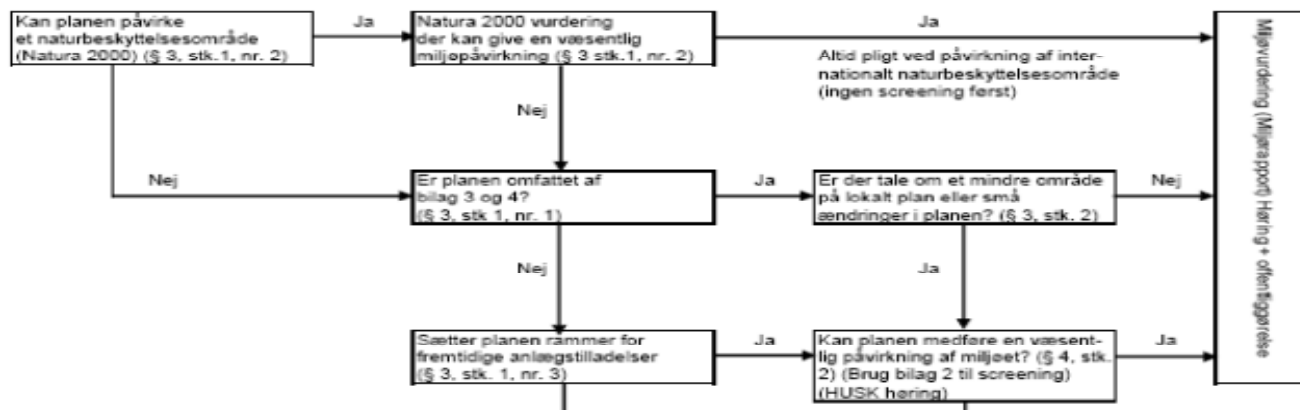 Kan planen påvirke
et naturbeskyttelsesområde
(Natura 2000) (§ 3, stk.1, nr. 2)
Ja
Natura 2000 vurdering
der kan give en væsentlig
miljøpåvirkning (§ 3 stk.1, nr. 2)
Ja
Altid pligt ved påvirkning af inter-
nationalt naturbeskyttelsesområde
(ingen screening først)
Nej
Nej
Er planen omfattet af
bilag 3 og 4?
(§ 3, stk 1, nr. 1)
Ja
Er der tale om et mindre område
på lokalt plan eller små
ændringer i planen? (§ 3, stk. 2)
Nej
Nej
Ja
Sætter planen rammer for
fremtidige anlægstilladelser
(§ 3, stk. 1, nr. 3)
Ja
Kan planen medføre en væsent-
lig påvirkning af miljøet? (§ 4, stk.
2) (Brug bilag 2 til screening)
(HUSK høring)
Ja
Miljøvurdering (Miljørapport) Høring + offentliggørelse